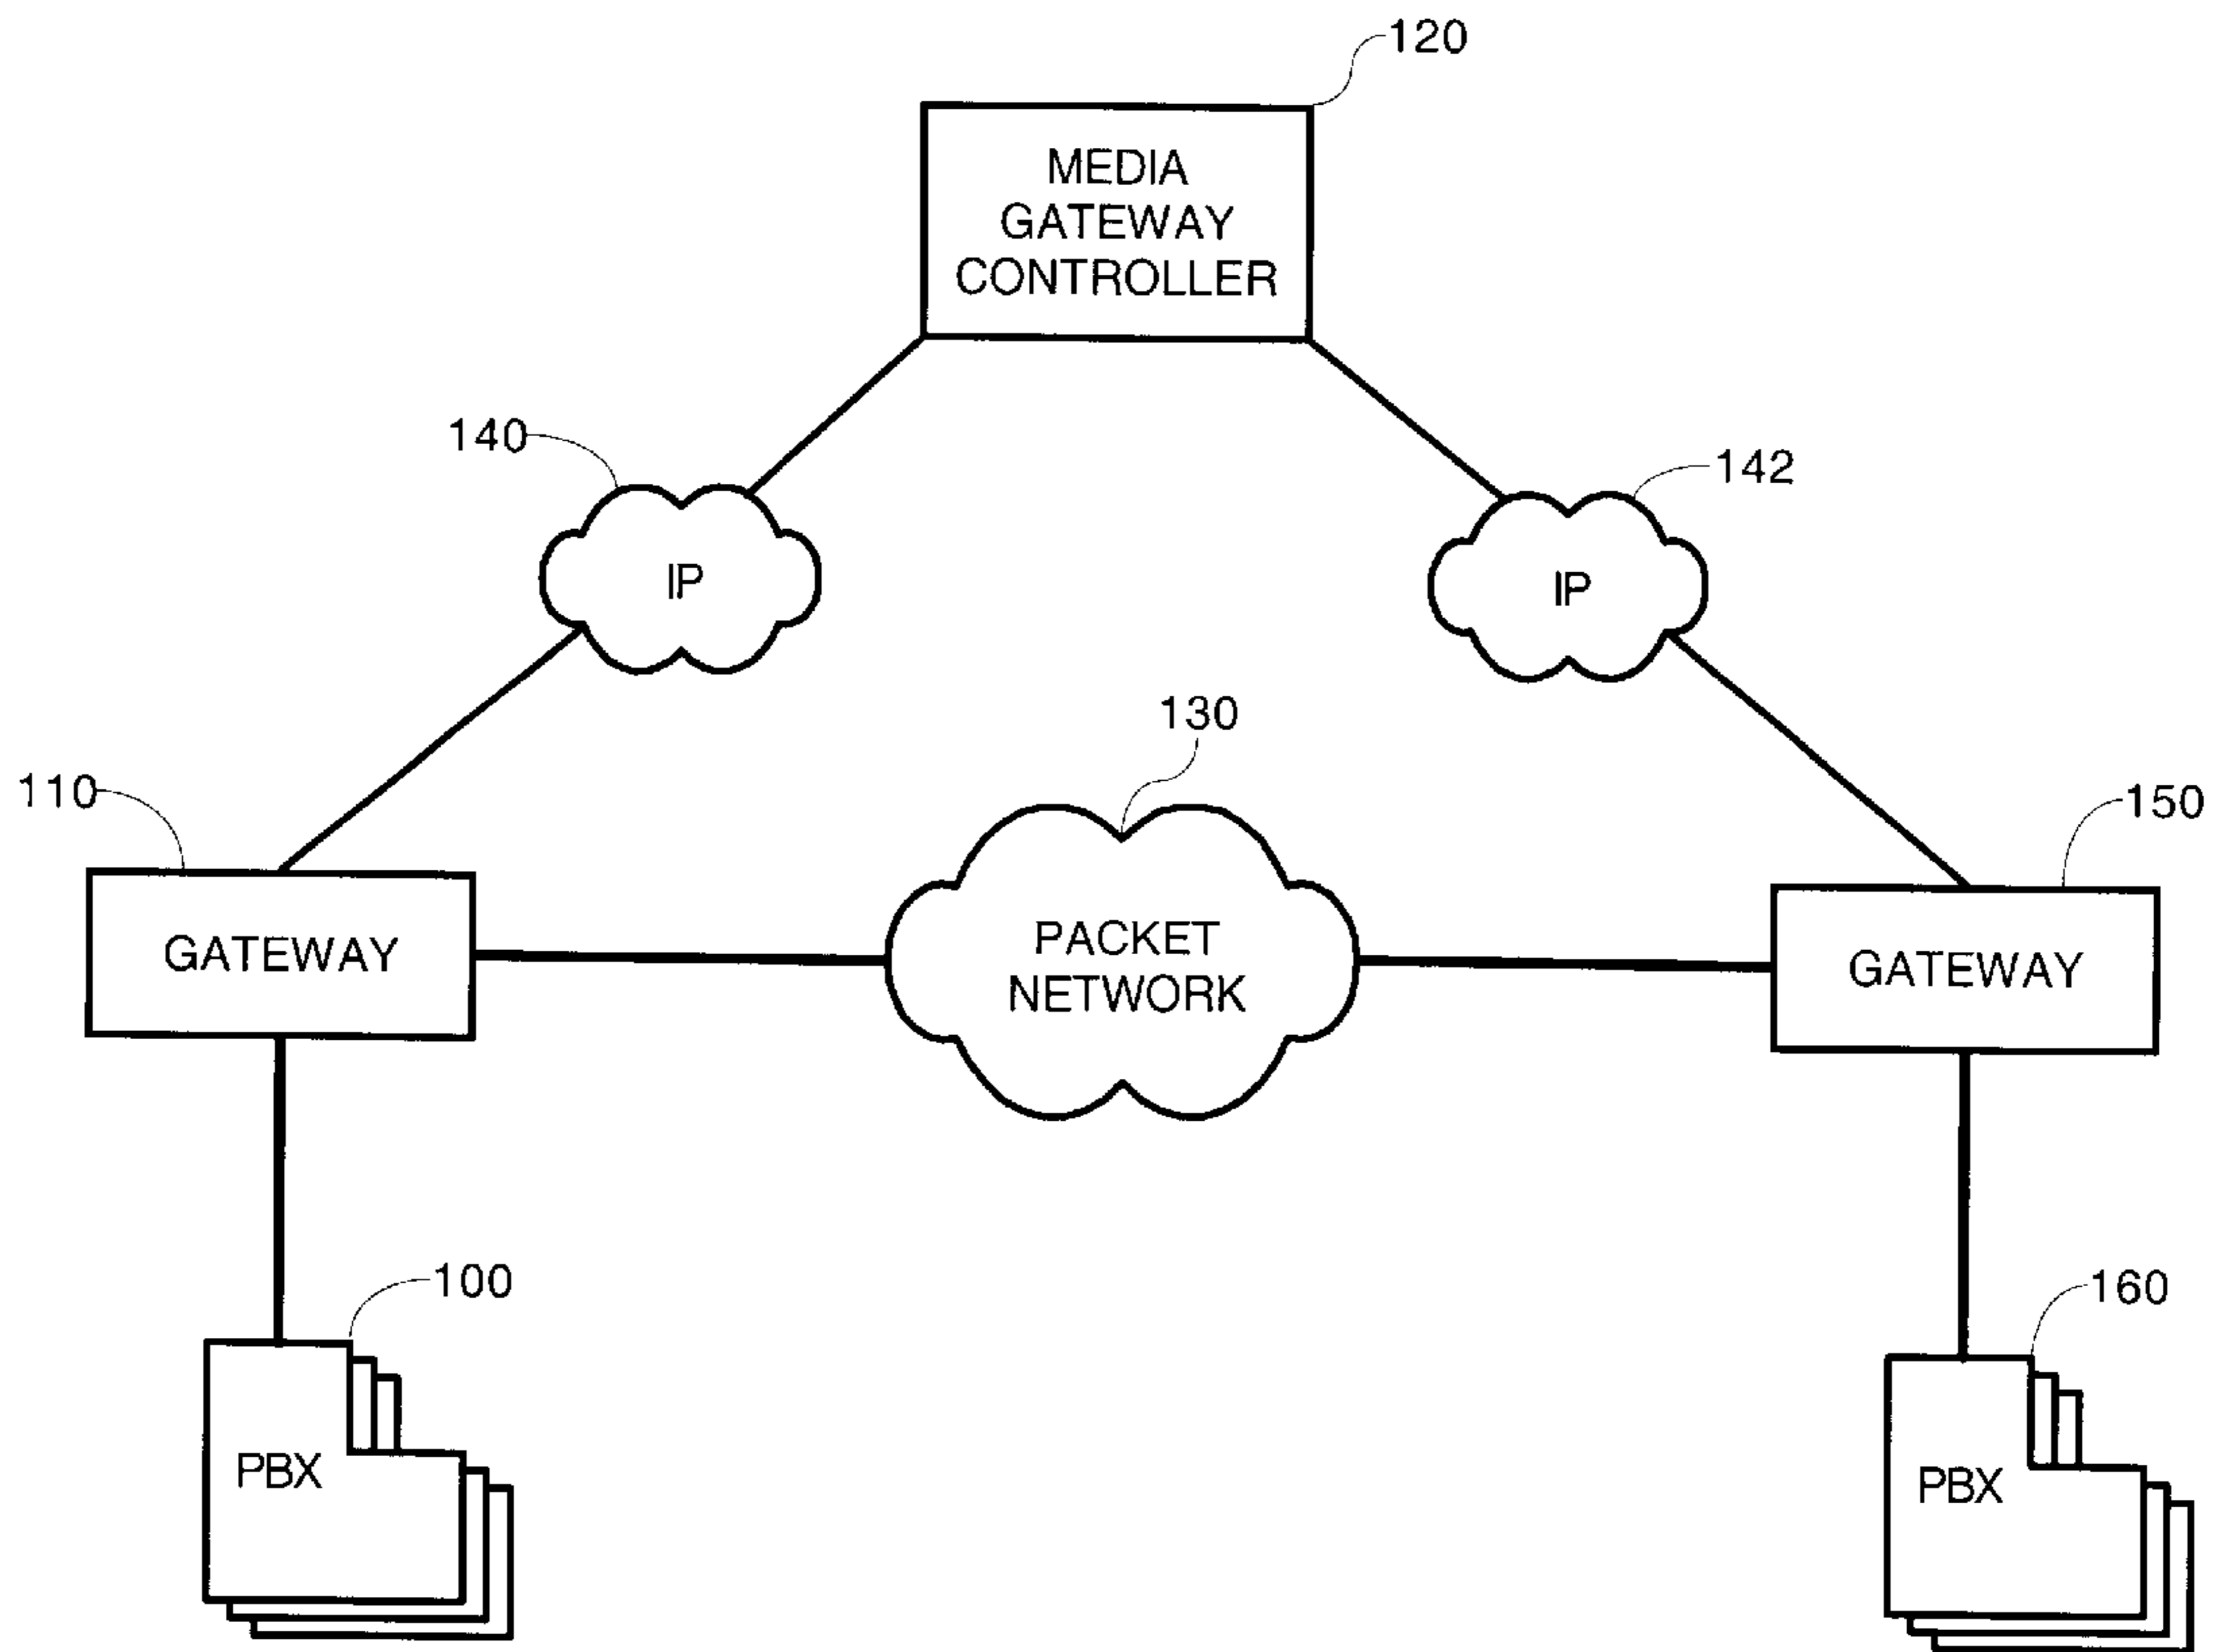 120
MEDIA
GATEWAY
CONTROLLER
140
142
IP
IP
130
110
150
PACKET
NETWORK
GATEWAY
GATEWAY
100
160
PBX
PBX